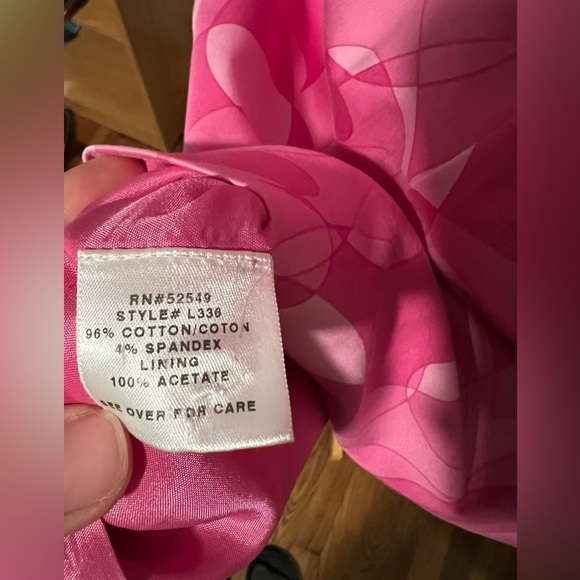 RN#52549
STYLE# L336
96% COTTON/COTON
4% SPANDEX
LINING
100% ACETATE
SEE OVER FOR CARE